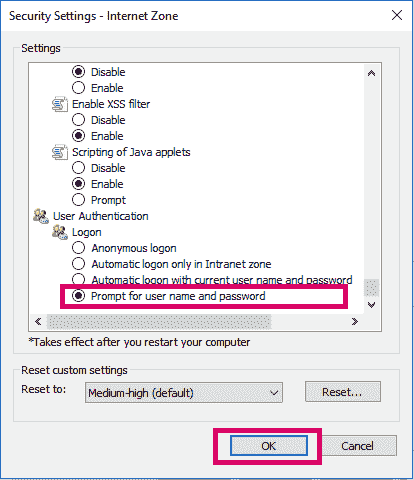 Security Settings - Internet Zone
Settings
Disable
Enable
Enable XSS filter
Disable
Enable
Scripting of Java applets
Disable
Enable
Prompt
User Authentication
Logon
Anonymous logon
Automatic logon only in Intranet zone
Automatic logon with current user name and password
Prompt for user name and password
*Takes effect after you restart your computer
Reset custom settings
Reset to: Medium-high (default) Reset...
OK Cancel